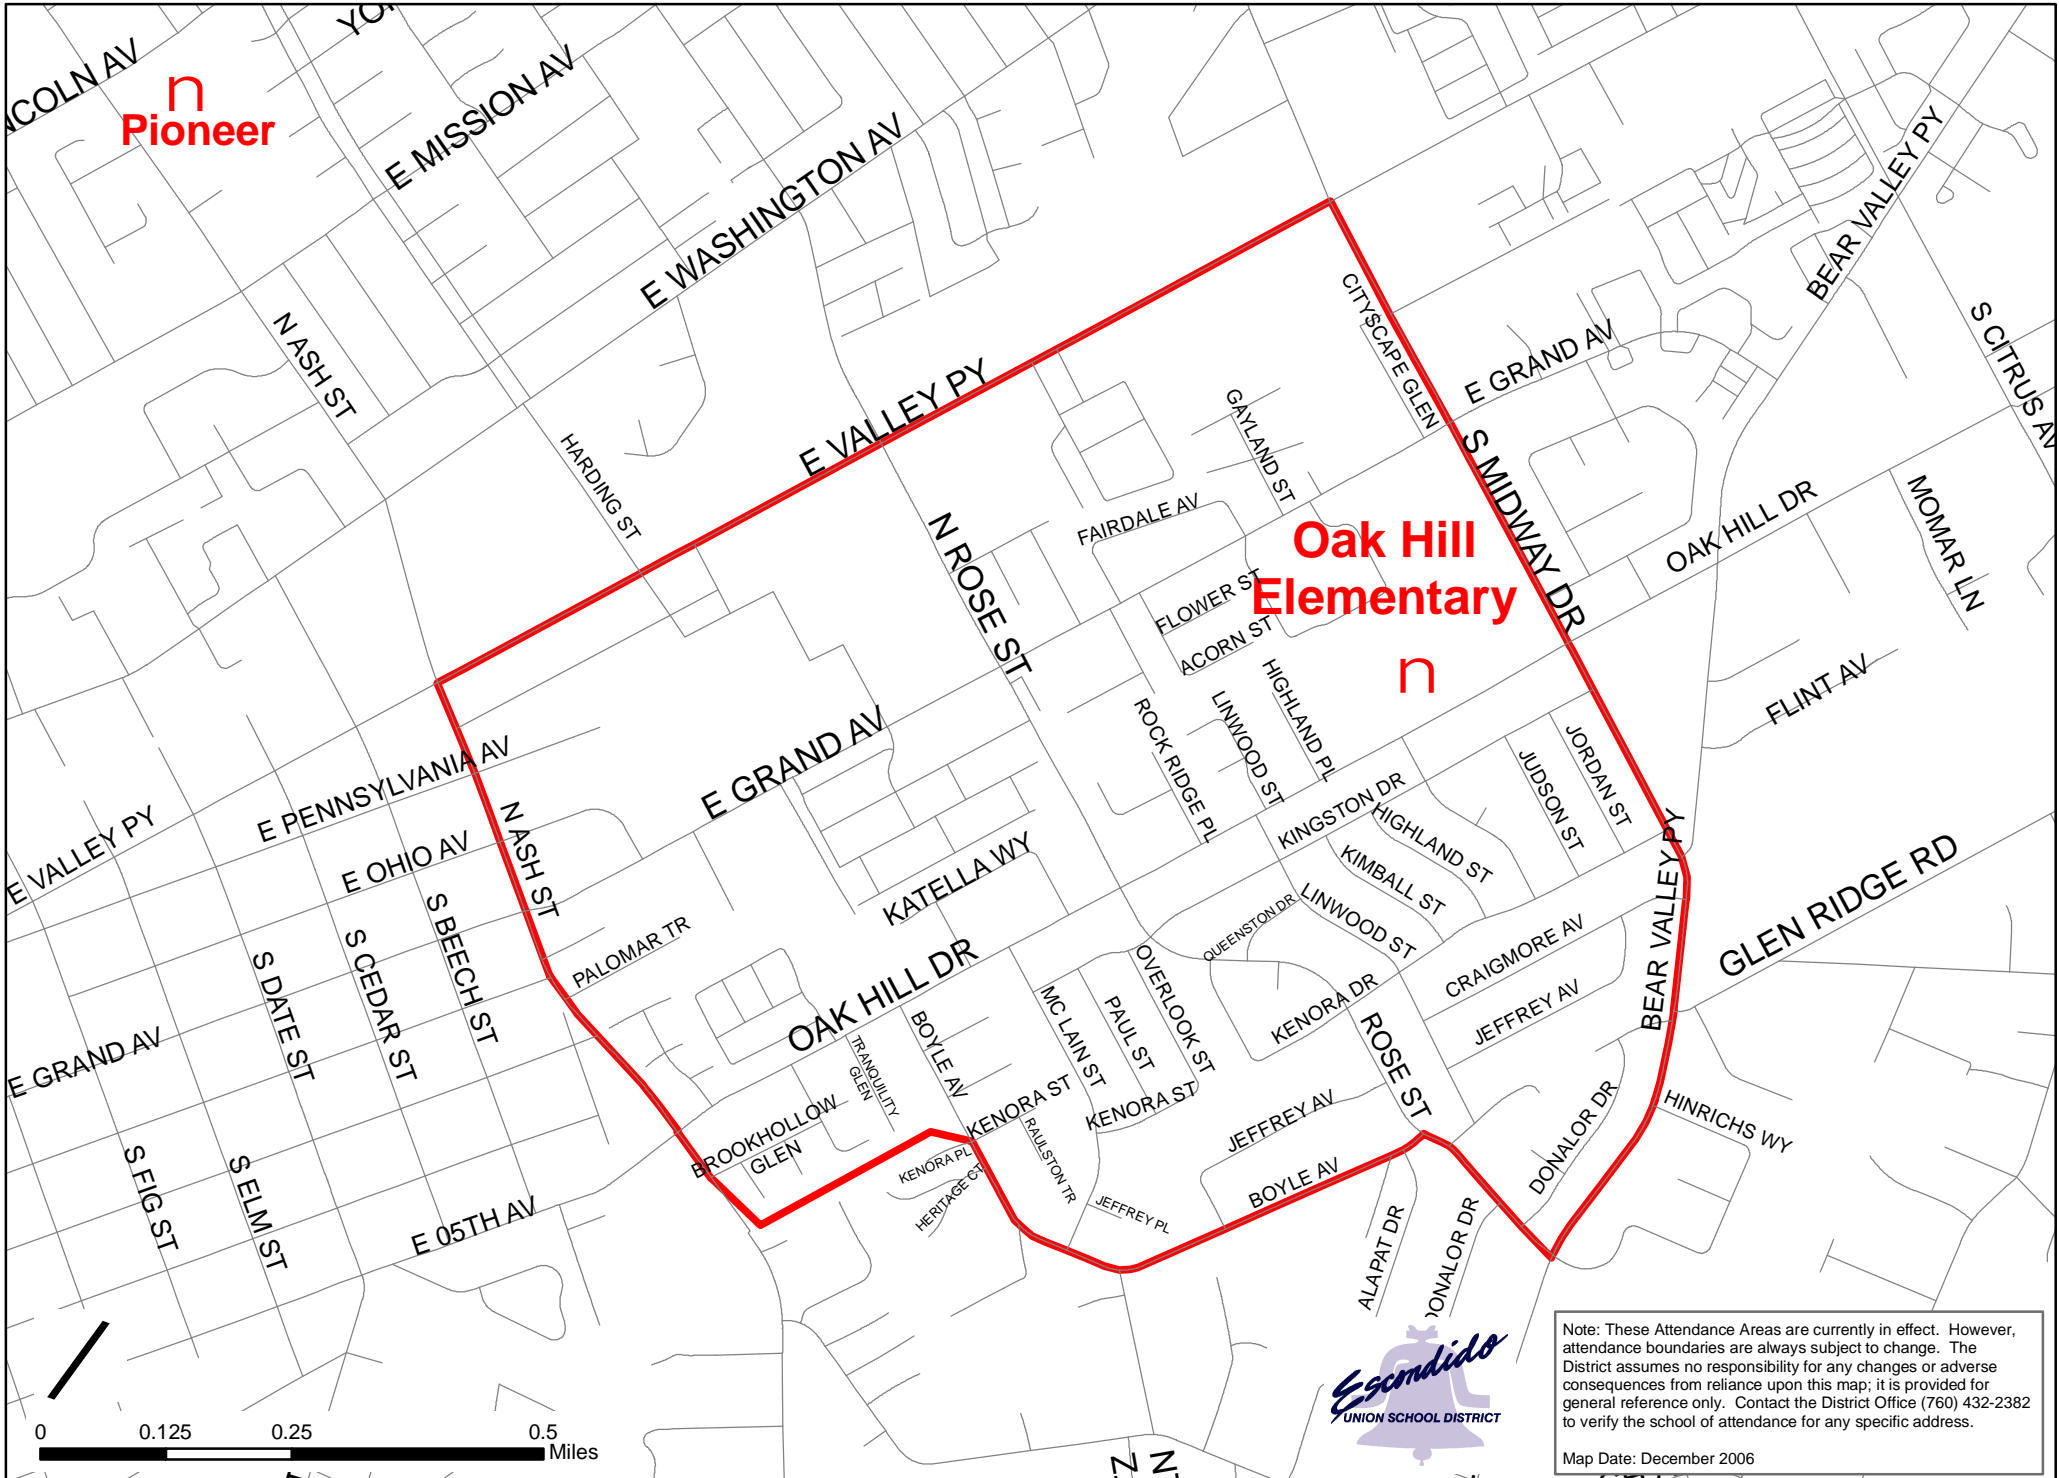 E MISSION AV
n
Pioneer
E WASHINGTON AV
BEAR VALLEY PY
N ASH ST
CITYSCAPE GLEN
E GRAND AV
S CITRUS AV
E VALLEY PY
GAYLAND ST
HARDING ST
S MIDWAY DR
OAK HILL DR
MOMAR LN
FAIRDALE AV
N ROSE ST
Oak Hill
Elementary
n
FLOWER ST
ACORN ST
HIGHLAND PL
LINWOOD ST
ROCK RIDGE PL
FLINT AV
E GRAND AV
E PENNSYLVANIA AV
JORDAN ST
JUDSON ST
KINGSTON DR
HIGHLAND ST
E VALLEY PY
N ASH ST
E OHIO AV
KATELLA WY
KIMBALL ST
BEAR VALLEY PY
GLEN RIDGE RD
S BEECH ST
S CEDAR ST
S DATE ST
PALOMAR TR
OAK HILL DR
QUEENSTON DR
LINWOOD ST
CRAIGMORE AV
OVERLOOK ST
MC LAIN ST
PAUL ST
KENORA DR
JEFFREY AV
ROSE ST
BOYLE AV
TRANQUILITY
GLEN
E GRAND AV
KENORA ST
KENORA ST
JEFFREY AV
DONALOR DR
HINRICHS WY
BROOKHOLLOW
GLEN
RAULSTON TR
KENORA PL
HERITAGE CT
JEFFREY PL
BOYLE AV
S FIG ST
S ELM ST
E 05TH AV
ALAPAT DR
DONALOR DR
Escondido
UNION SCHOOL DISTRICT
Note: These Attendance Areas are currently in effect. However,
attendance boundaries are always subject to change. The
District assumes no responsibility for any changes or adverse
consequences from reliance upon this map; it is provided for
general reference only. Contact the District Office (760) 432-2382
to verify the school of attendance for any specific address.
Map Date: December 2006
0 0.125 0.25 0.5
Miles